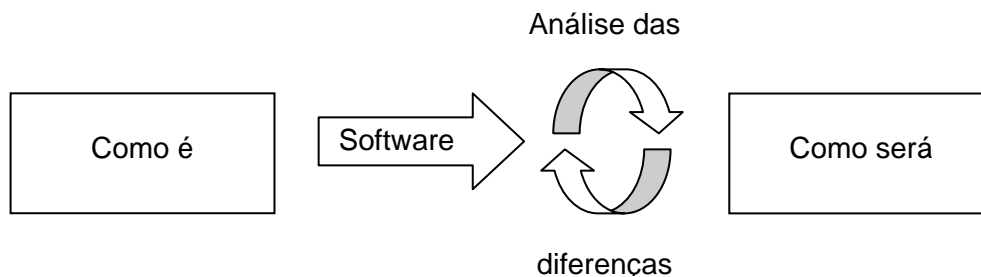 Análise das
Como é
Software
Como será
diferenças